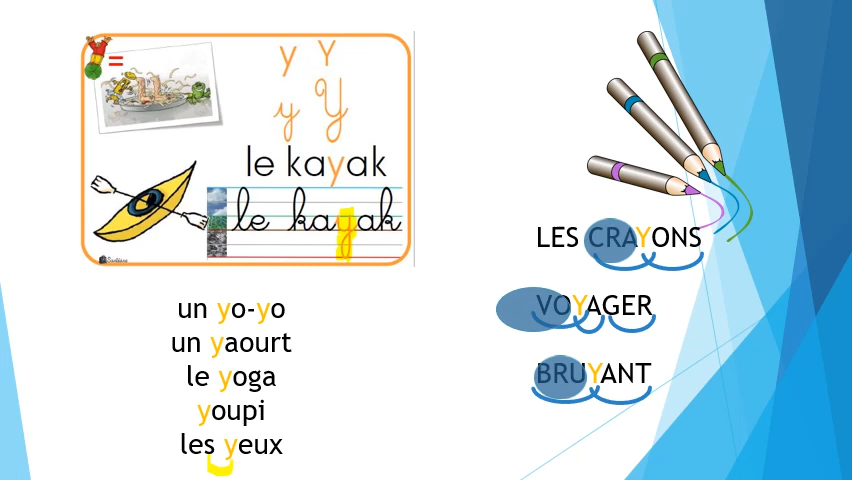 =
y Y
y Y
le kayak
le kayak
un yo-yo
un yaourt
le yoga
youpi
les yeux
LES CRAYONS
VOYAGER
BRUYANT